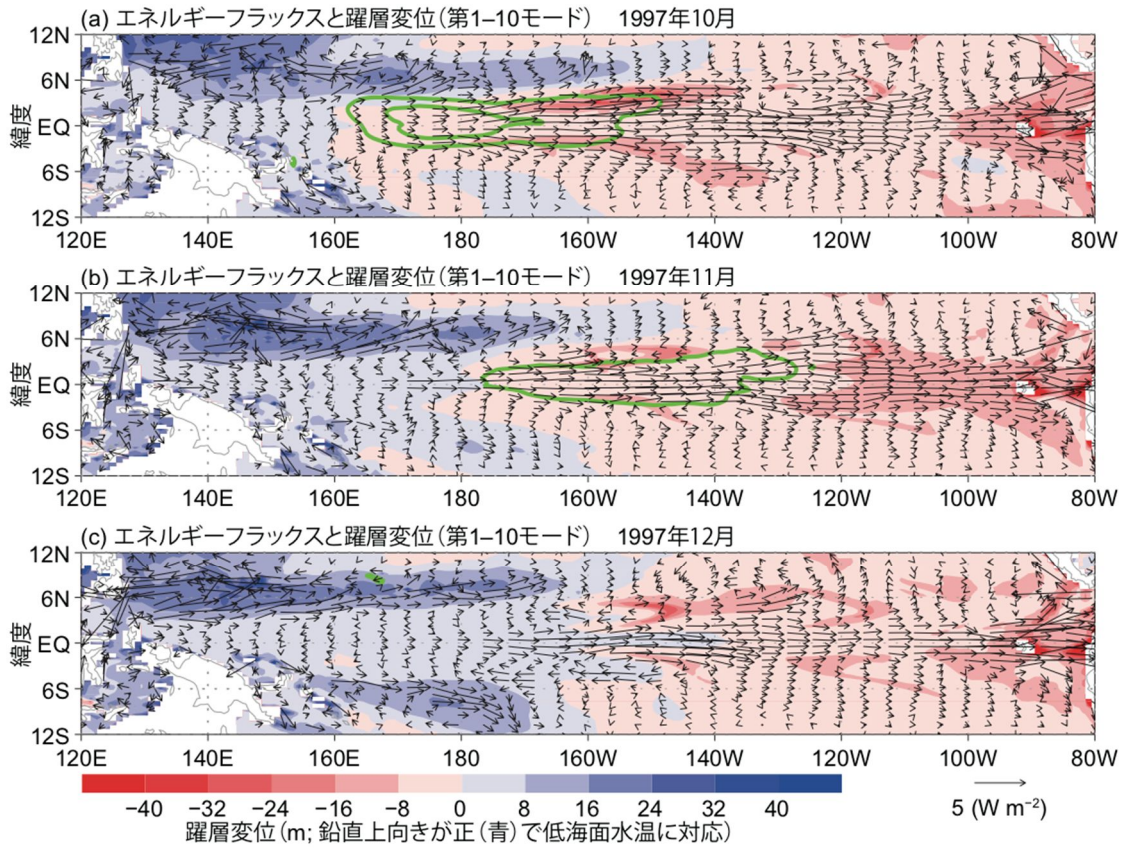 (a) エネルギーフラックスと躍層変位(第1–10モード) 1997年10月
12N
6N
EQ
6S
12S
緯度
120E 140E 160E 180 160W 140W 120W 100W 80W
(b) エネルギーフラックスと躍層変位(第1–10モード) 1997年11月
12N
6N
EQ
6S
12S
緯度
120E 140E 160E 180 160W 140W 120W 100W 80W
(c) エネルギーフラックスと躍層変位(第1–10モード) 1997年12月
12N
6N
EQ
6S
12S
緯度
120E 140E 160E 180 160W 140W 120W 100W 80W
−40 −32 −24 −16 −8 0 8 16 24 32 40
5 (W m⁻²)
躍層変位(m; 鉛直上向きが正(青)で低海面水温に対応)